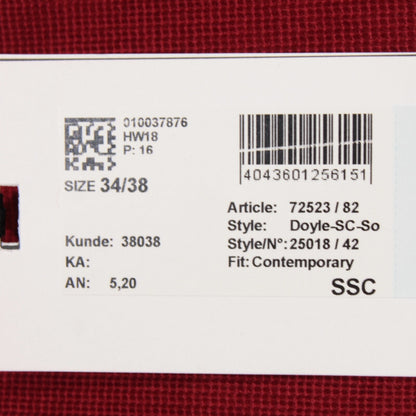 010037876
HW18
P: 16
4043601256151
SIZE 34/38
Article: 72523 / 82
Style: Doyle-SC-So
Kunde: 38038
Style/N°: 25018 / 42
KA:
Fit: Contemporary
AN: 5,20
SSC